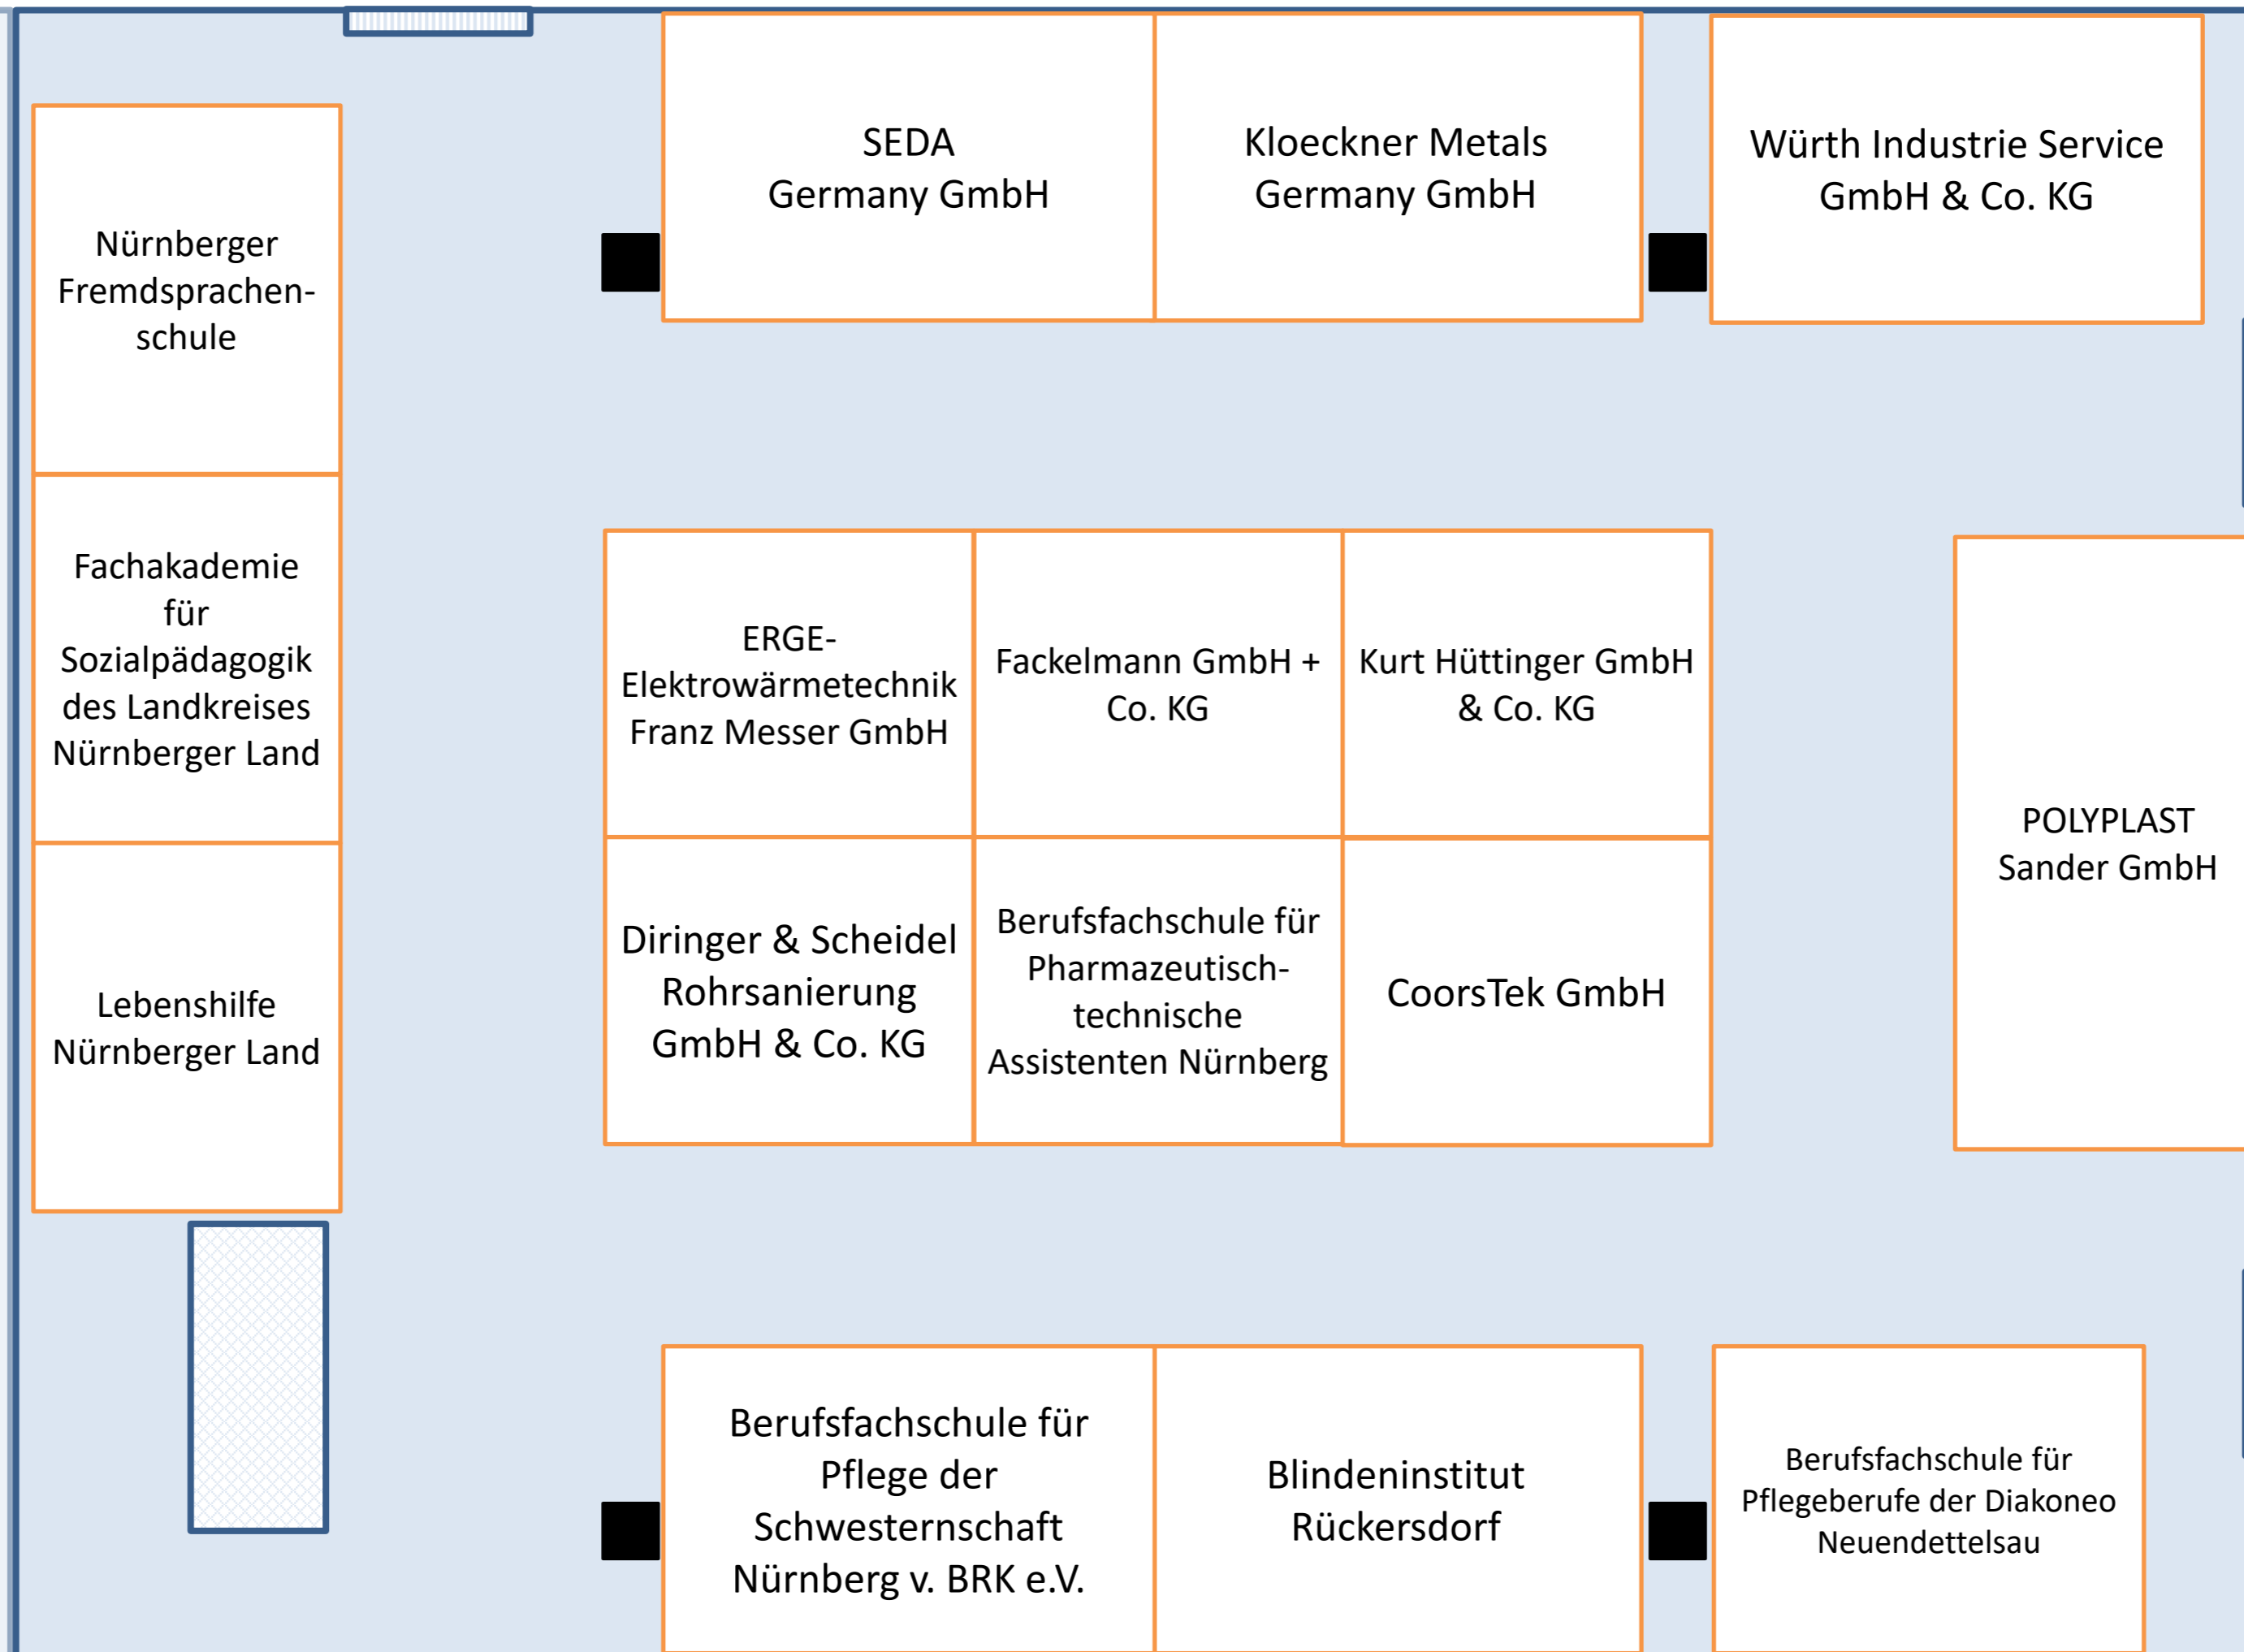 SEDA
Germany GmbH
Kloeckner Metals
Germany GmbH
Würth Industrie Service
GmbH & Co. KG
Nürnberger
Fremdsprachen-
schule
Fachakademie
für
Sozialpädagogik
des Landkreises
Nürnberger Land
Lebenshilfe
Nürnberger Land
ERGE-
Elektrowärmetechnik
Franz Messer GmbH
Fackelmann GmbH +
Co. KG
Kurt Hüttinger GmbH
& Co. KG
Diringer & Scheidel
Rohrsanierung
GmbH & Co. KG
Berufsfachschule für
Pharmazeutisch-
technische
Assistenten Nürnberg
CoorsTek GmbH
POLYPLAST
Sander GmbH
Berufsfachschule für
Pflege der
Schwesternschaft
Nürnberg v. BRK e.V.
Blindeninstitut
Rückersdorf
Berufsfachschule für
Pflegeberufe der Diakoneo
Neuendettelsau